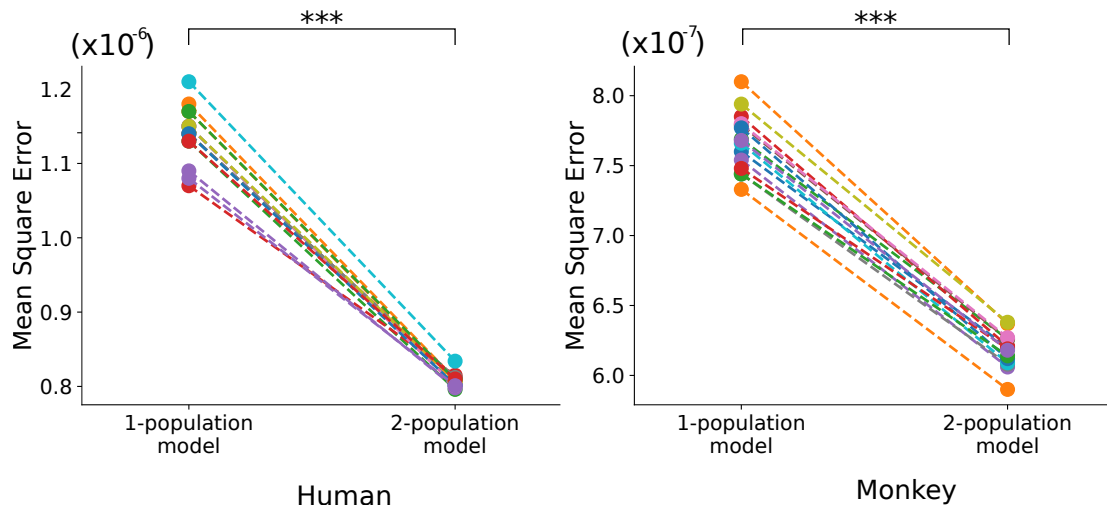 ***
(x10⁻⁶)
1.2
1.1
1.0
0.9
0.8
Mean Square Error
1-population
model
2-population
model
Human
***
(x10⁻⁷)
8.0
7.5
7.0
6.5
6.0
Mean Square Error
1-population
model
2-population
model
Monkey